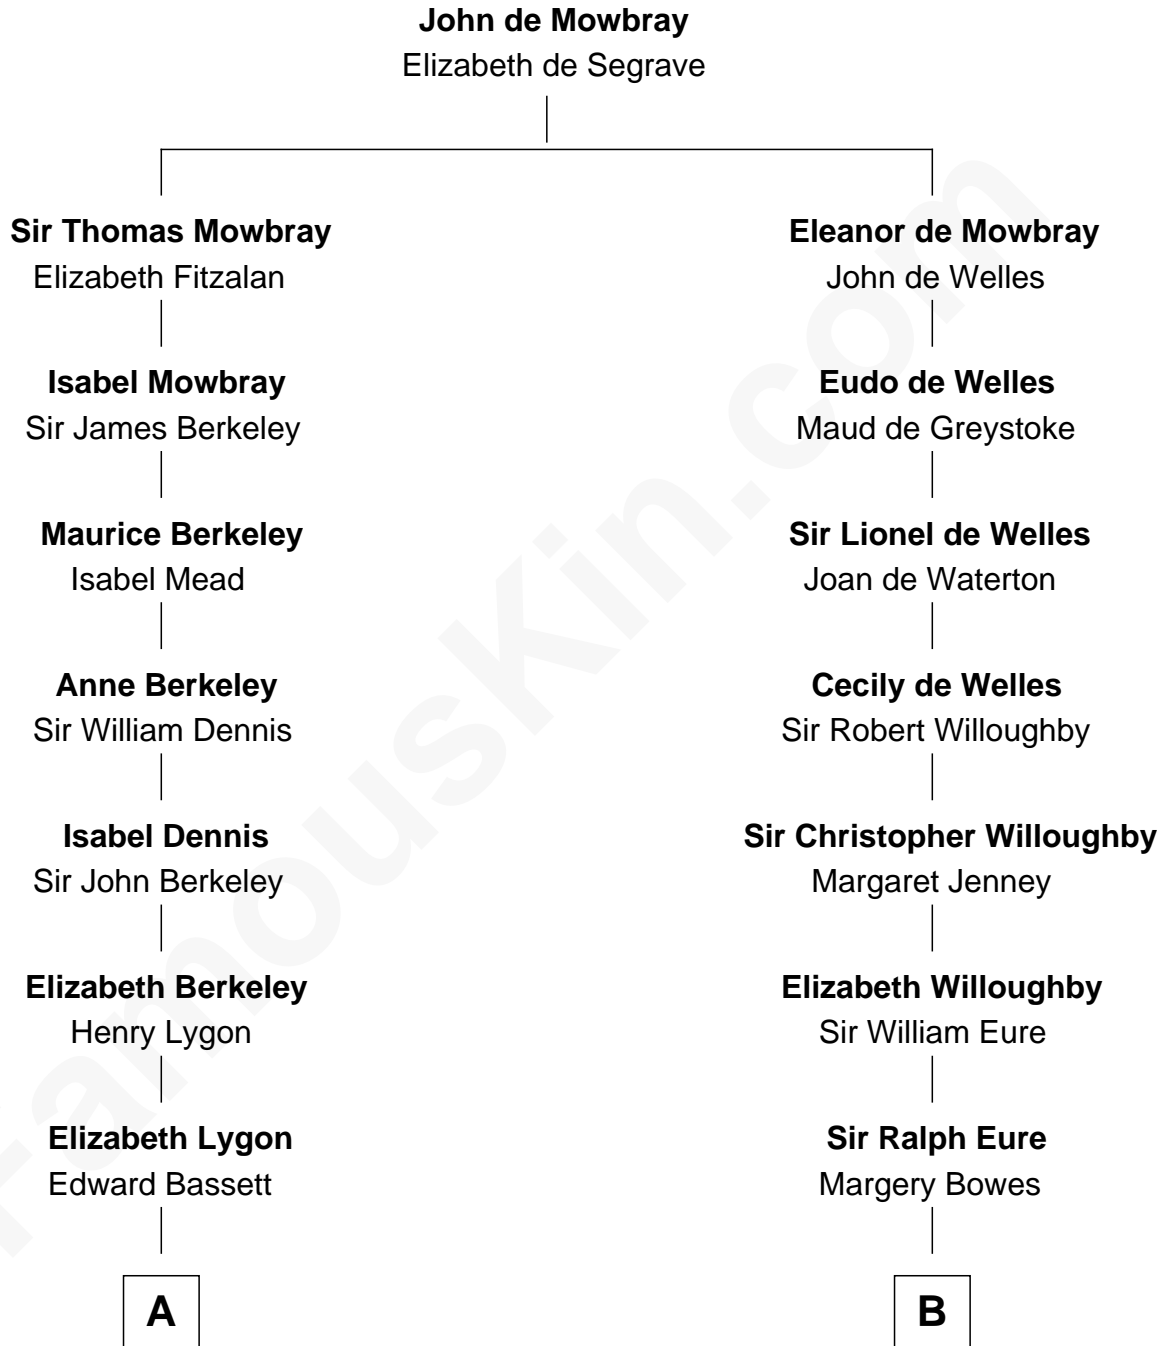 John de Mowbray
Elizabeth de Segrave
Sir Thomas Mowbray
Elizabeth Fitzalan
Eleanor de Mowbray
John de Welles
Isabel Mowbray
Sir James Berkeley
Eudo de Welles
Maud de Greystoke
Maurice Berkeley
Isabel Mead
Sir Lionel de Welles
Joan de Waterton
Anne Berkeley
Sir William Dennis
Cecily de Welles
Sir Robert Willoughby
Isabel Dennis
Sir John Berkeley
Sir Christopher Willoughby
Margaret Jenney
Elizabeth Berkeley
Henry Lygon
Elizabeth Willoughby
Sir William Eure
Elizabeth Lygon
Edward Bassett
Sir Ralph Eure
Margery Bowes
A
B
FamousKin.com